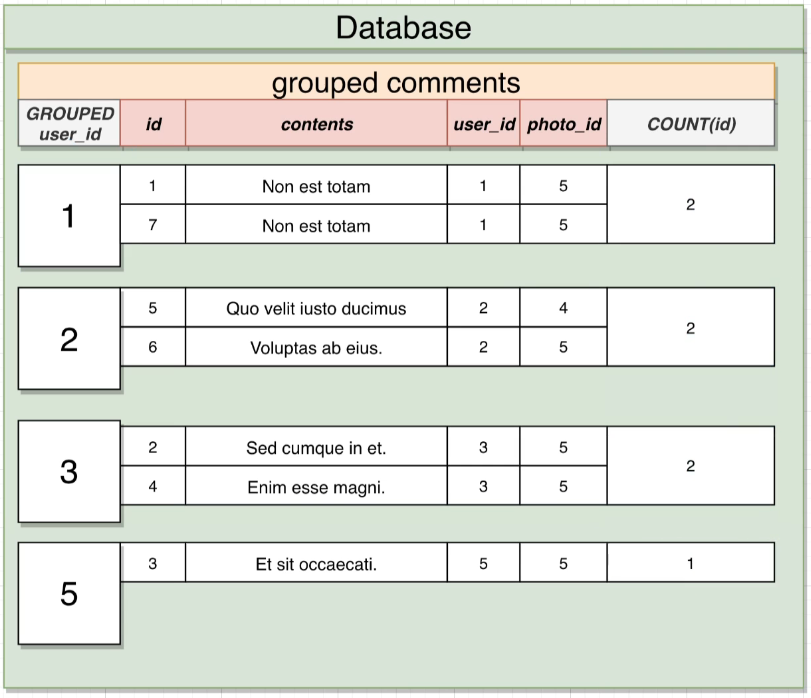 Database
grouped comments
GROUPED user_id id contents user_id photo_id COUNT(id)
1 1 Non est totam 1 5 2
7 Non est totam 1 5
2 5 Quo velit iusto ducimus 2 4 2
6 Voluptas ab eius. 2 5
3 2 Sed cumque in et. 3 5 2
4 Enim esse magni. 3 5
5 3 Et sit occaecati. 5 5 1